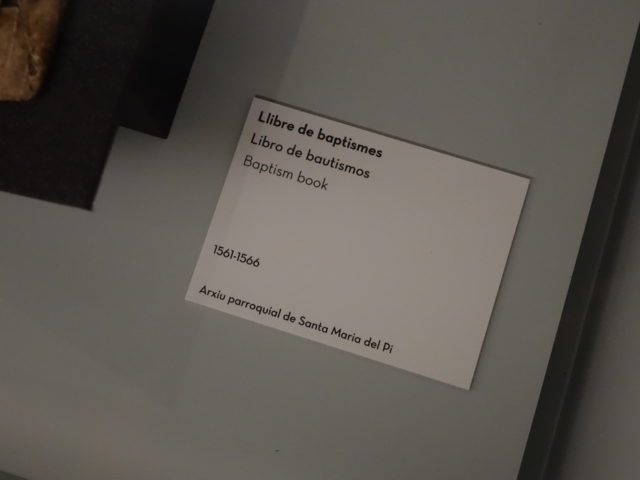 Llibre de baptismes
Libro de bautismos
Baptism book
1561-1566
Arxiu parroquial de Santa Maria del Pi